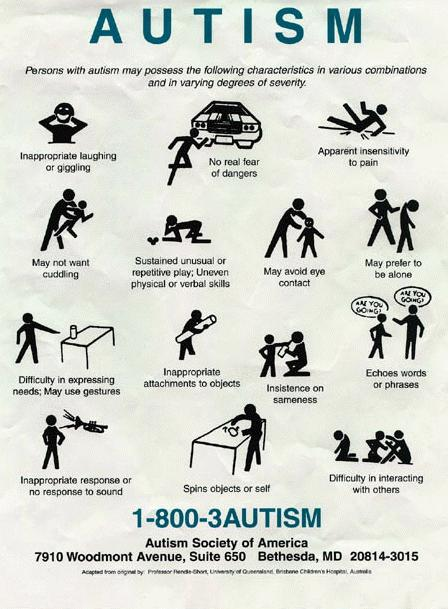 AUTISM
Persons with autism may possess the following characteristics in various combinations
and in varying degrees of severity.
Inappropriate laughing
or giggling
No real fear
of dangers
Apparent insensitivity
to pain
May not want
cuddling
Sustained unusual or
repetitive play; Uneven
physical or verbal skills
May avoid eye
contact
May prefer to
be alone
Difficulty in expressing
needs; May use gestures
Inappropriate
attachments to objects
Insistence on
sameness
ARE YOU
GOING?
ARE YOU
GOING?
Echoes words
or phrases
Inappropriate response or
no response to sound
Spins objects or self
Difficulty in interacting
with others
1-800-3AUTISM
Autism Society of America
7910 Woodmont Avenue, Suite 650 Bethesda, MD 20814-3015
Adapted from original by: Professor Rendle-Short, University of Queensland, Brisbane Children's Hospital, Australia